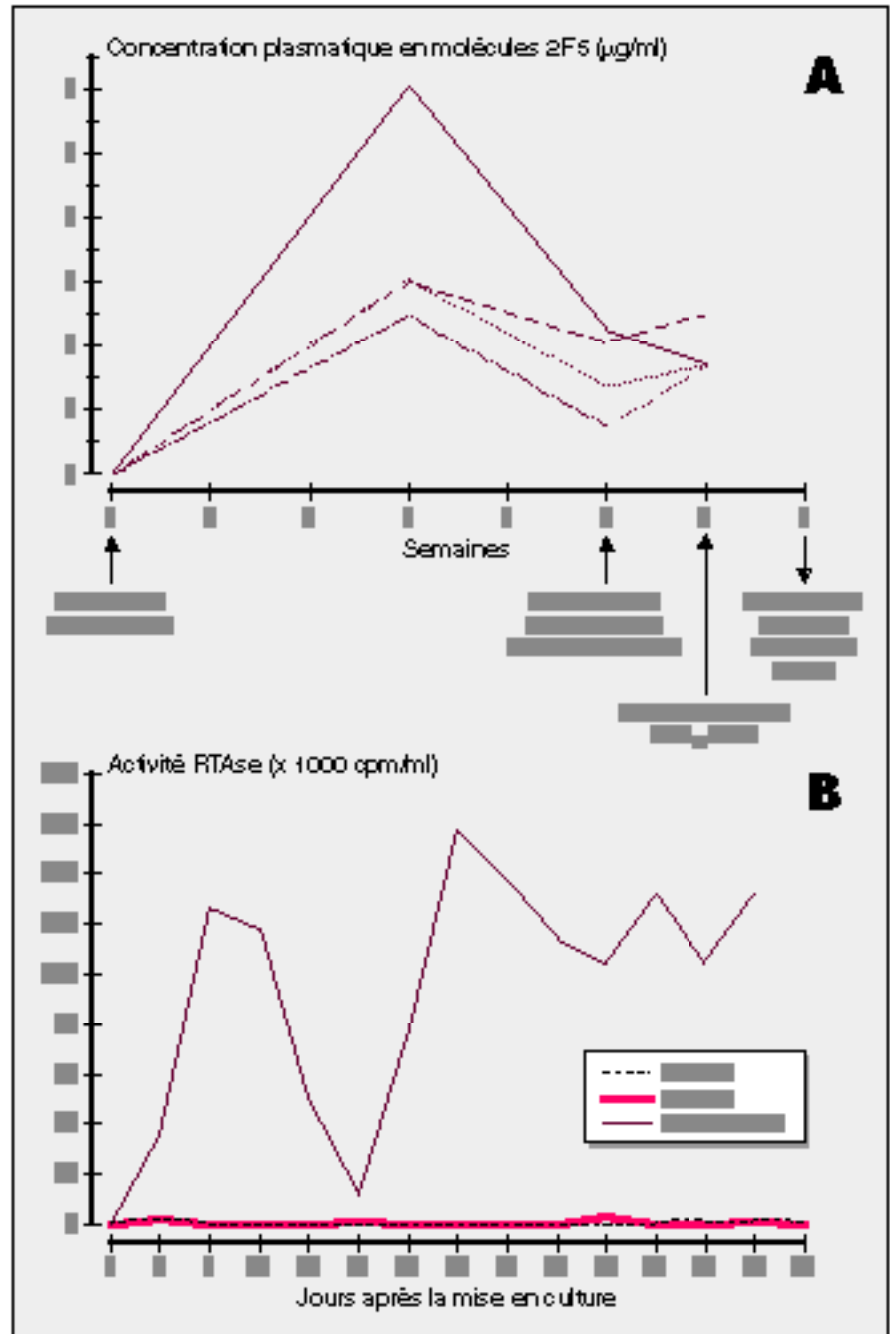 Concentration plasmatique en molécules 2F5 (µg/ml)
A
Semaines
Activité RTAse (x 1000 cpm/ml)
B
Jours après la mise en culture